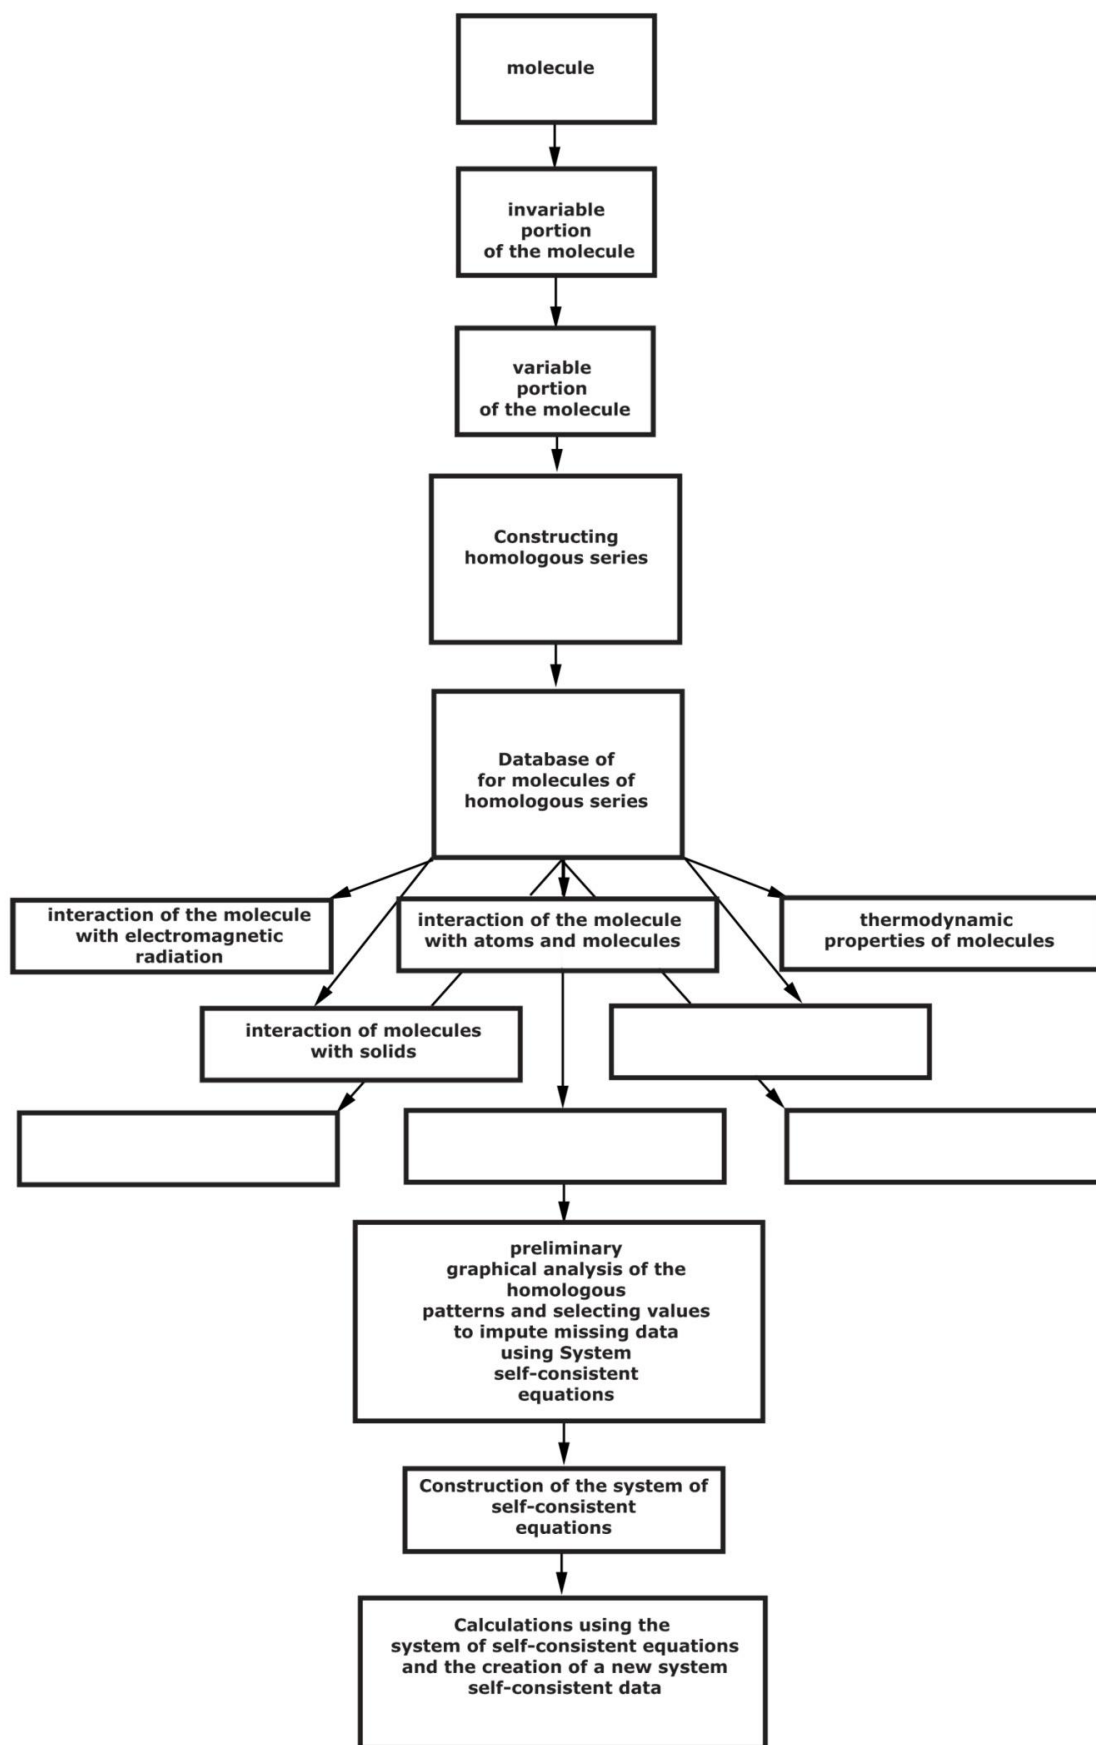 molecule
invariable
portion
of the molecule
variable
portion
of the molecule
Constructing
homologous series
Database of
for molecules of
homologous series
interaction of the molecule
with electromagnetic
radiation
interaction of the molecule
with atoms and molecules
thermodynamic
properties of molecules
interaction of molecules
with solids
preliminary
graphical analysis of the
homologous
patterns and selecting values
to impute missing data
using System
self-consistent
equations
Construction of the system of
self-consistent
equations
Calculations using the
system of self-consistent equations
and the creation of a new system
self-consistent data